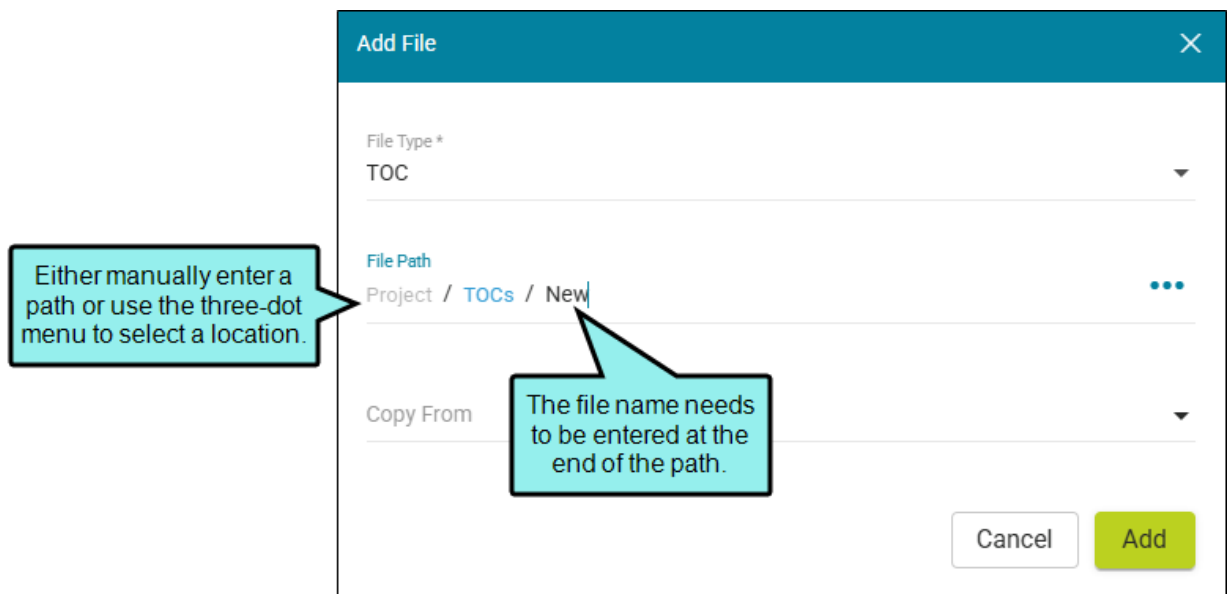 Add File
File Type *
TOC
File Path
Project / TOCs / New
Either manually enter a
path or use the three-dot
menu to select a location.
Copy From
The file name needs
to be entered at the
end of the path.
Cancel
Add